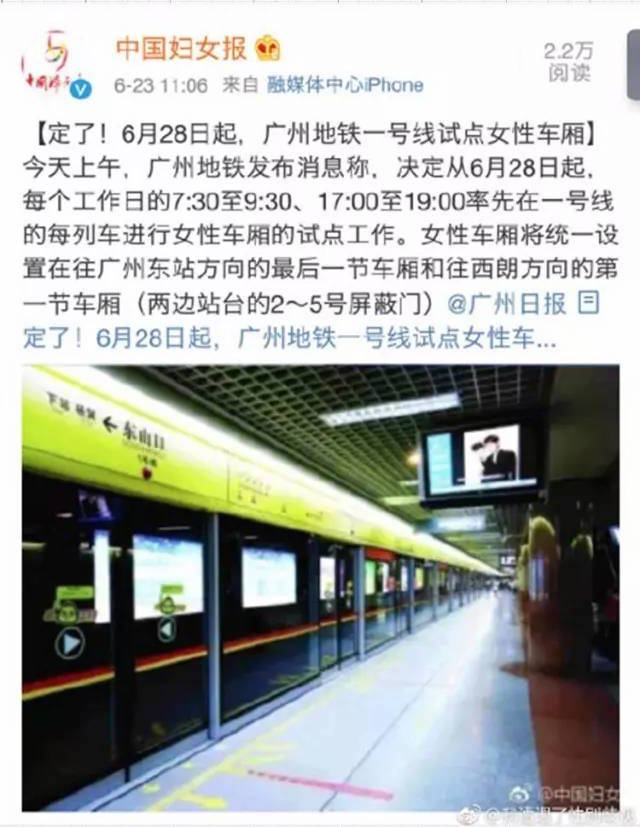 中国妇女报
6-23 11:06 来自 融媒体中心iPhone
2.2万
阅读
【定了！6月28日起，广州地铁一号线试点女性车厢】
今天上午，广州地铁发布消息称，决定从6月28日起，
每个工作日的7:30至9:30、17:00至19:00率先在一号线
的每列车进行女性车厢的试点工作。女性车厢将统一设
置在往广州东站方向的最后一节车厢和往西朗方向的第
一节车厢（两边站台的2～5号屏蔽门）@广州日报
定了！6月28日起，广州地铁一号线试点女性车...
下站 杨箕
东山口
@中国妇女